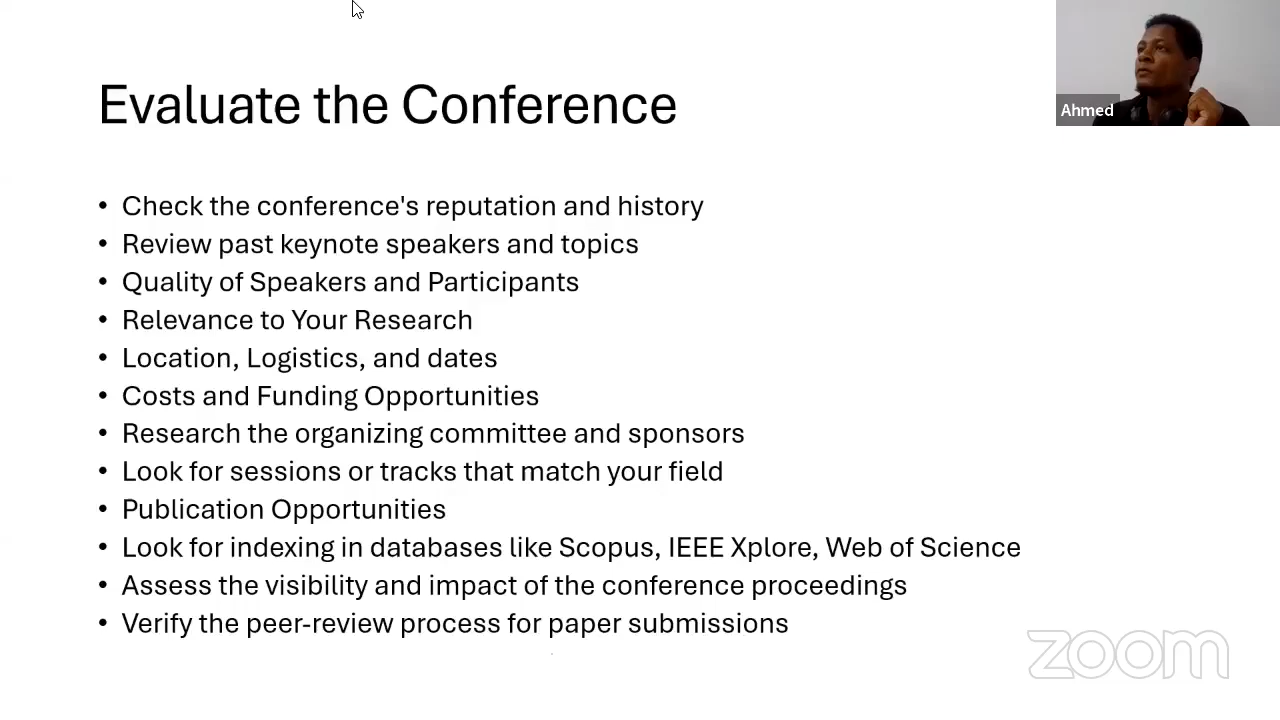 Evaluate the Conference
Ahmed
• Check the conference's reputation and history
• Review past keynote speakers and topics
• Quality of Speakers and Participants
• Relevance to Your Research
• Location, Logistics, and dates
• Costs and Funding Opportunities
• Research the organizing committee and sponsors
• Look for sessions or tracks that match your field
• Publication Opportunities
• Look for indexing in databases like Scopus, IEEE Xplore, Web of Science
• Assess the visibility and impact of the conference proceedings
• Verify the peer-review process for paper submissions
zoom